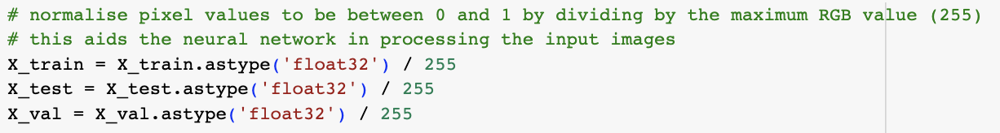 # normalise pixel values to be between 0 and 1 by dividing by the maximum RGB value (255)
# this aids the neural network in processing the input images
X_train = X_train.astype('float32') / 255
X_test = X_test.astype('float32') / 255
X_val = X_val.astype('float32') / 255